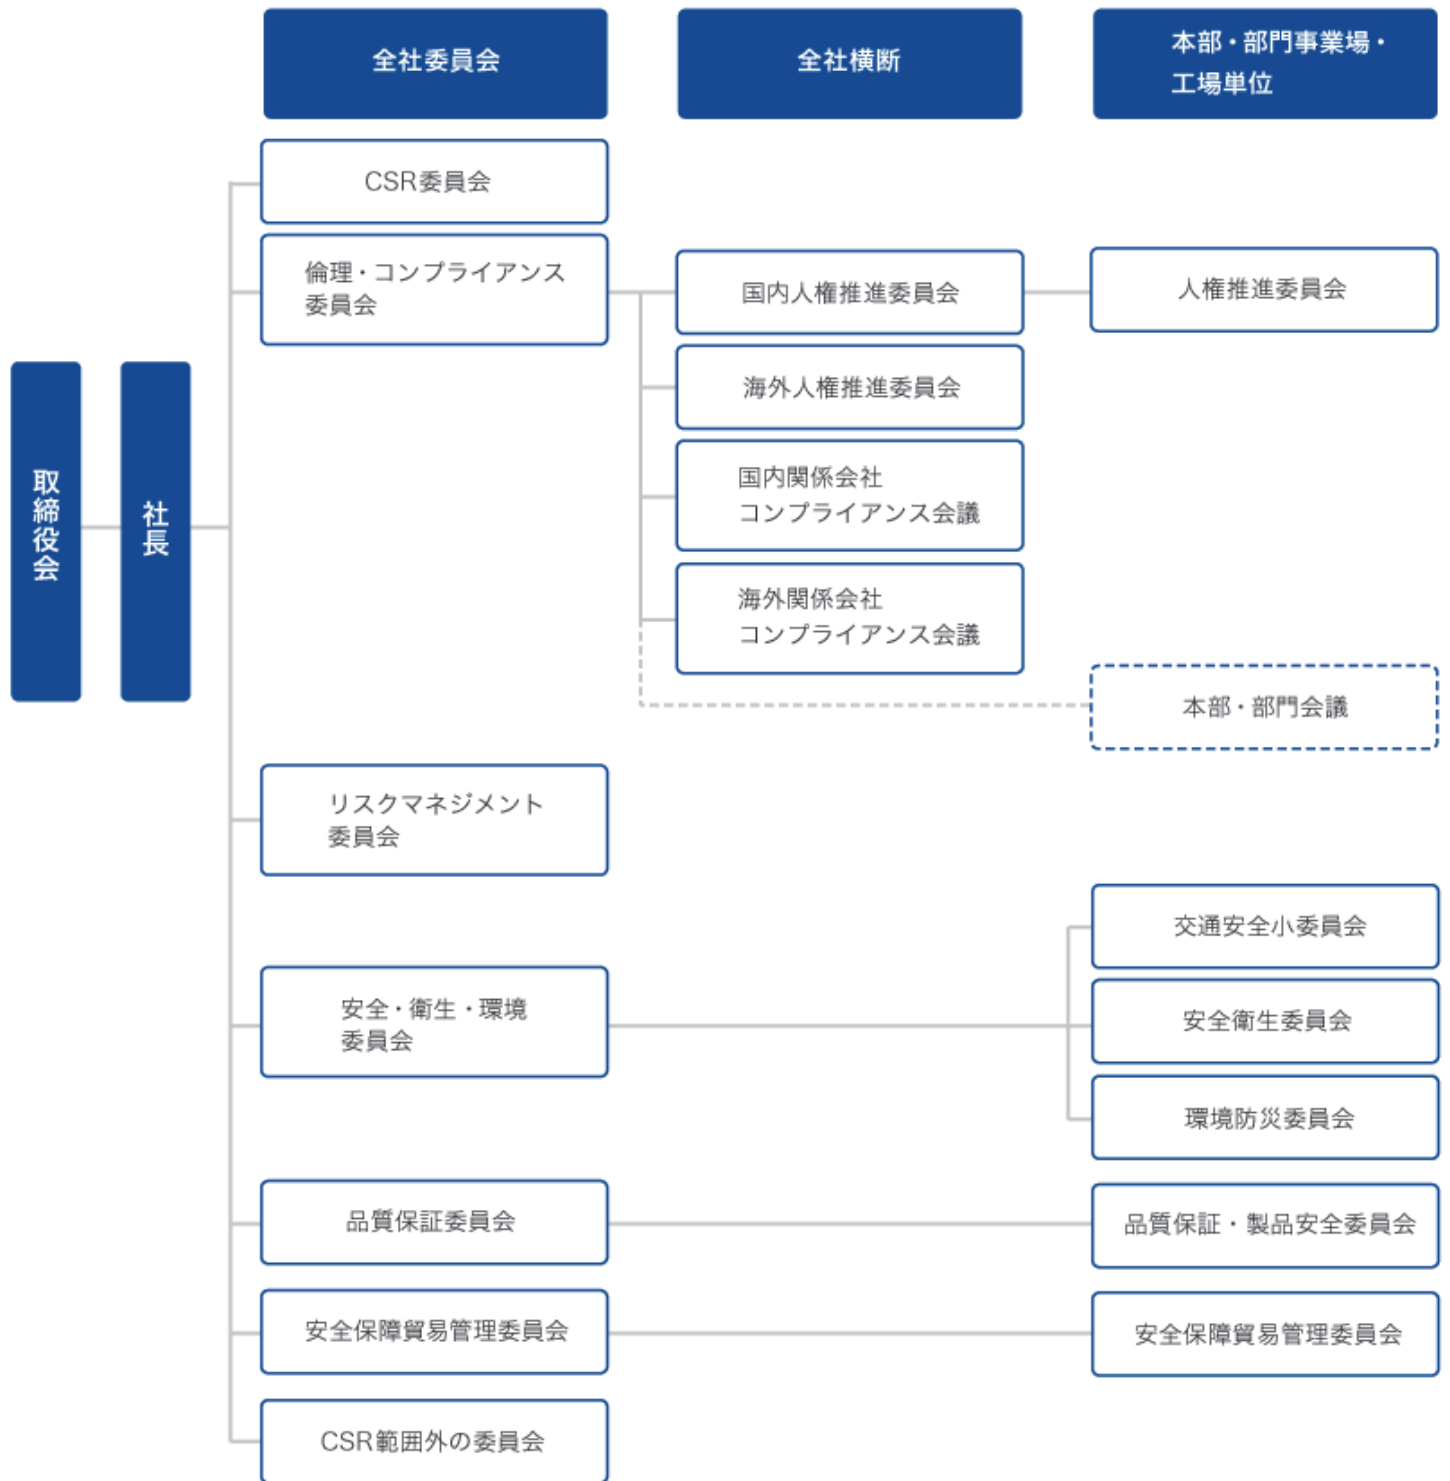 全社委員会
全社横断
本部・部門事業場・
工場単位
取締役会
社長
CSR委員会
倫理・コンプライアンス
委員会
国内人権推進委員会
人権推進委員会
海外人権推進委員会
国内関係会社
コンプライアンス会議
海外関係会社
コンプライアンス会議
本部・部門会議
リスクマネジメント
委員会
安全・衛生・環境
委員会
交通安全小委員会
安全衛生委員会
環境防災委員会
品質保証委員会
品質保証・製品安全委員会
安全保障貿易管理委員会
安全保障貿易管理委員会
CSR範囲外の委員会